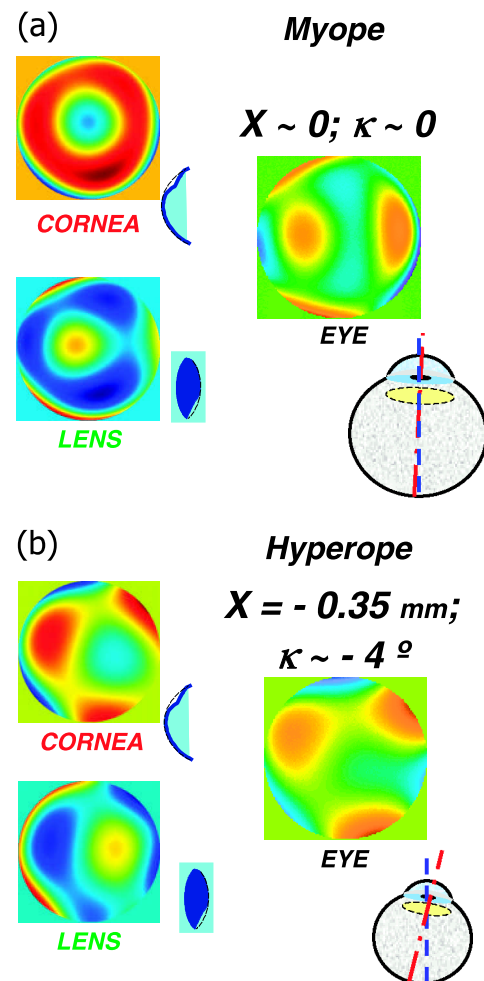 (a)
Myope
X ~ 0; κ ~ 0
CORNEA
EYE
LENS
(b)
Hyperope
X = - 0.35 mm;
κ ~ - 4 º
CORNEA
EYE
LENS